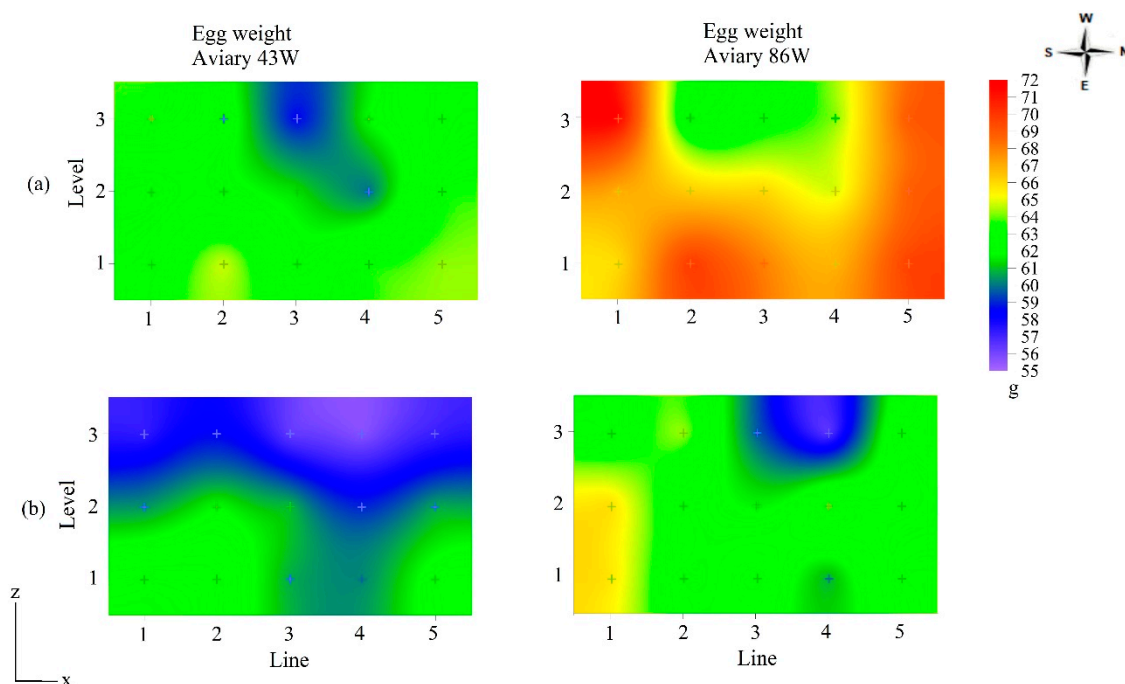 Egg weight
Aviary 43W
Egg weight
Aviary 86W
W
S
N
E
(a)
Level
3
2
1
1 2 3 4 5
3
2
1
1 2 3 4 5
72
71
70
69
68
67
66
65
64
63
62
61
60
59
58
57
56
55
g
(b)
Level
3
2
1
1 2 3 4 5
Line
3
2
1
1 2 3 4 5
Line
z
x